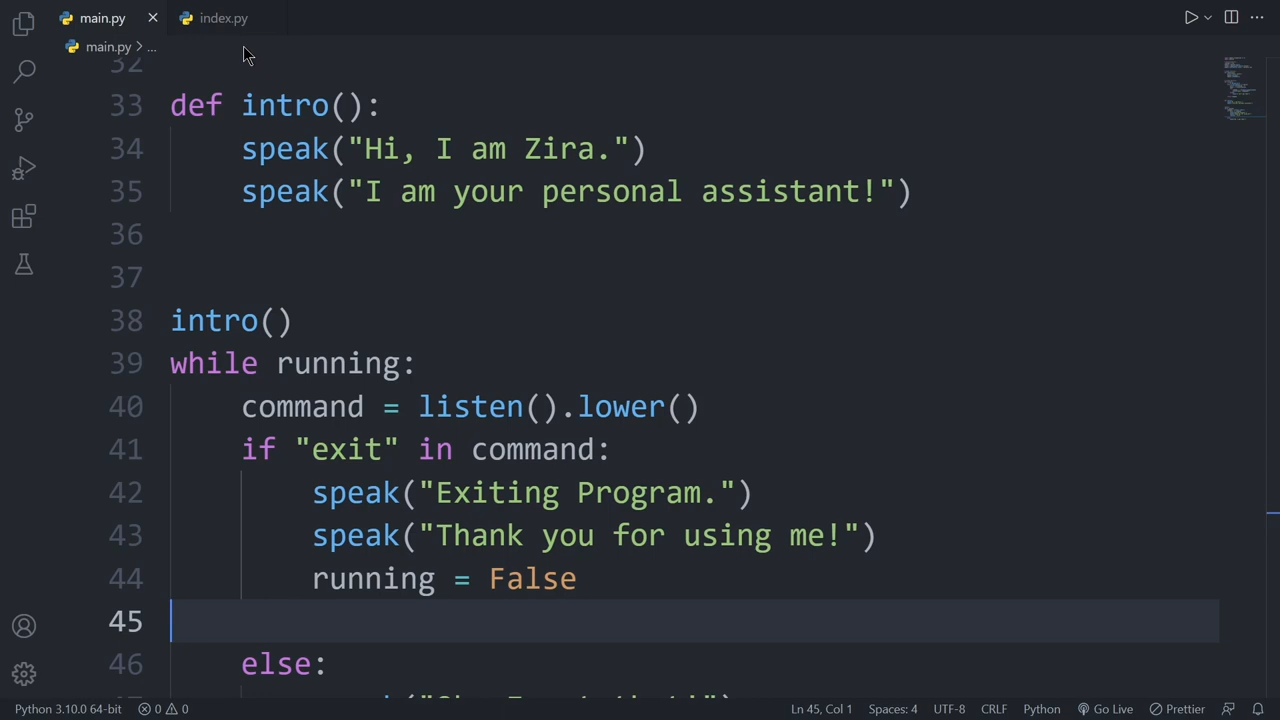 main.py
index.py
main.py > ...
32
33 def intro():
34 speak("Hi, I am Zira.")
35 speak("I am your personal assistant!")
36
37
38 intro()
39 while running:
40 command = listen().lower()
41 if "exit" in command:
42 speak("Exiting Program.")
43 speak("Thank you for using me!")
44 running = False
45
46 else:
Python 3.10.0 64-bit 0 0 Ln 45, Col 1 Spaces: 4 UTF-8 CRLF Python Go Live Prettier